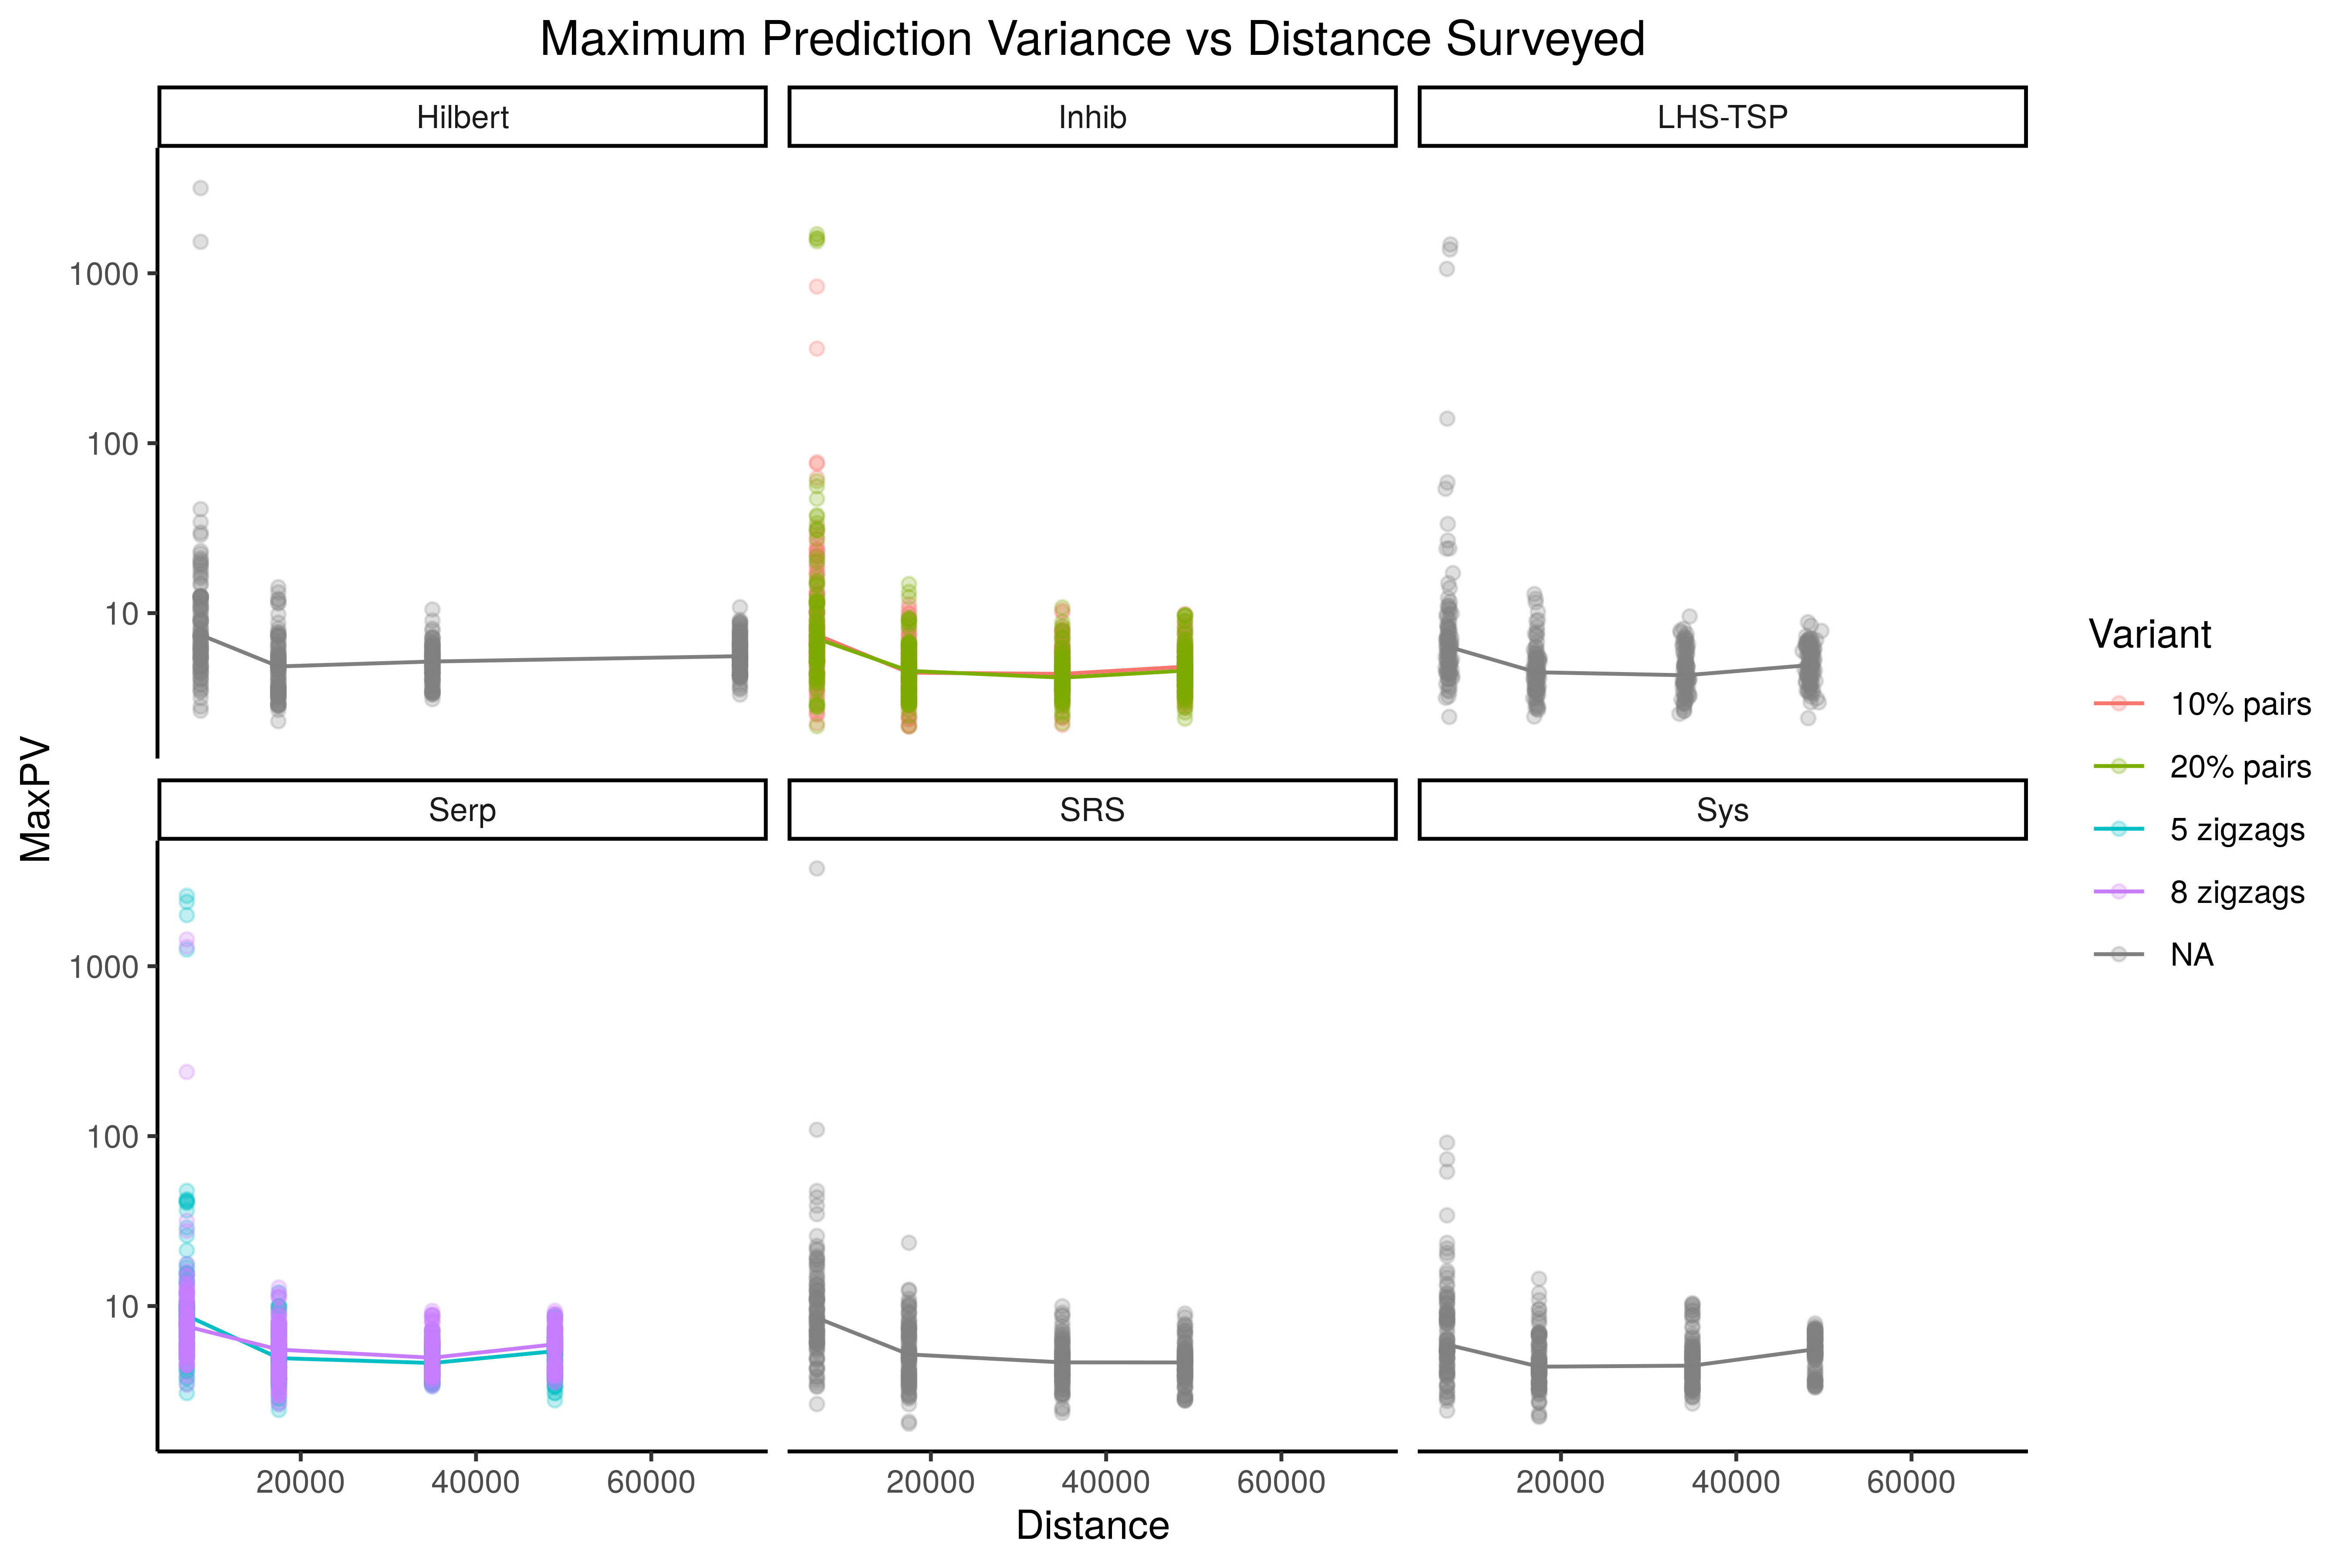 Maximum Prediction Variance vs Distance Surveyed
Hilbert
Inhib
LHS-TSP
1000
100
10
Serp
SRS
Sys
1000
100
10
MaxPV
20000 40000 60000
20000 40000 60000
20000 40000 60000
Distance
Variant
10% pairs
20% pairs
5 zigzags
8 zigzags
NA